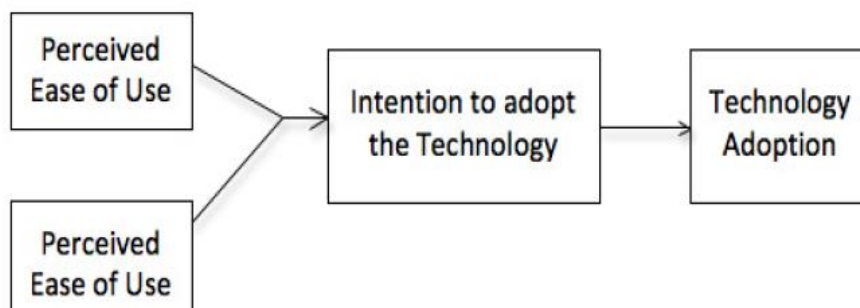 Perceived
Ease of Use
Intention to adopt
the Technology
Technology
Adoption
Perceived
Ease of Use